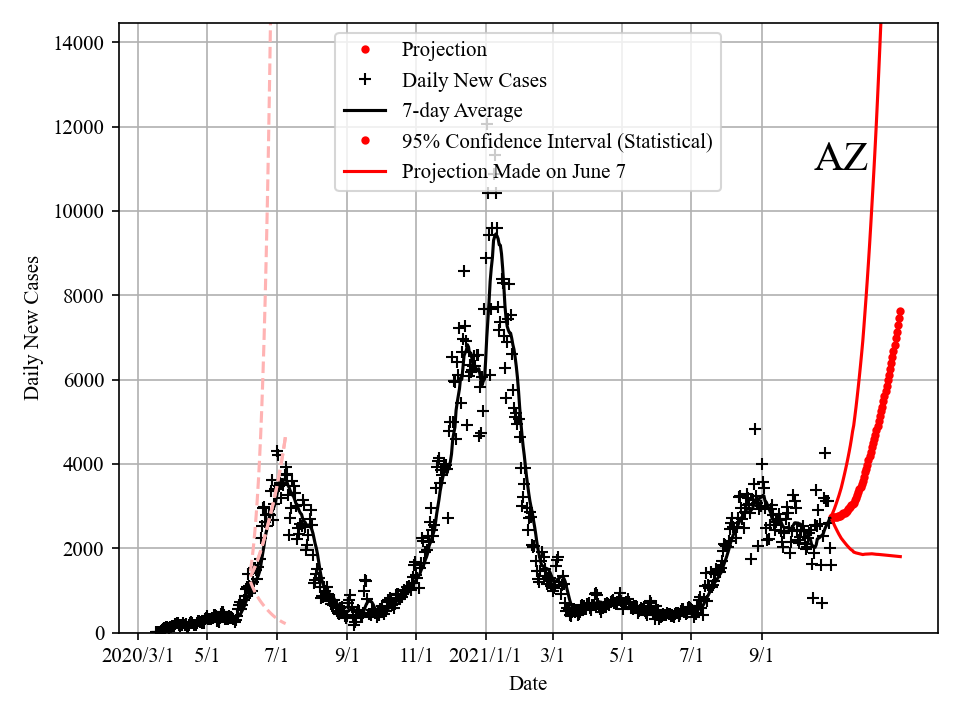 14000
12000
10000
8000
6000
4000
2000
0
Daily New Cases
Projection
Daily New Cases
7-day Average
95% Confidence Interval (Statistical)
Projection Made on June 7
AZ
2020/3/1 5/1 7/1 9/1 11/1 2021/1/1 3/1 5/1 7/1 9/1
Date